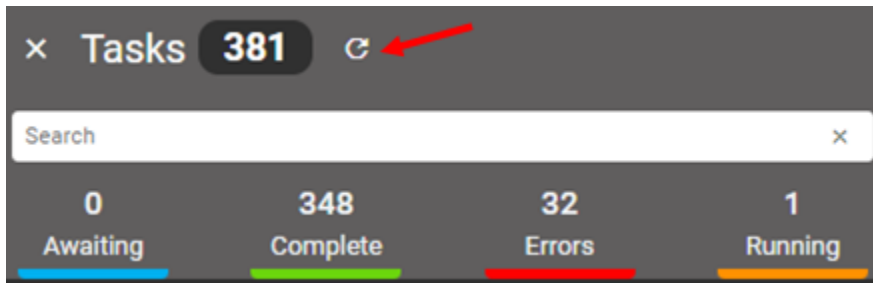 × Tasks 381
Search ×
0 348 32 1
Awaiting Complete Errors Running